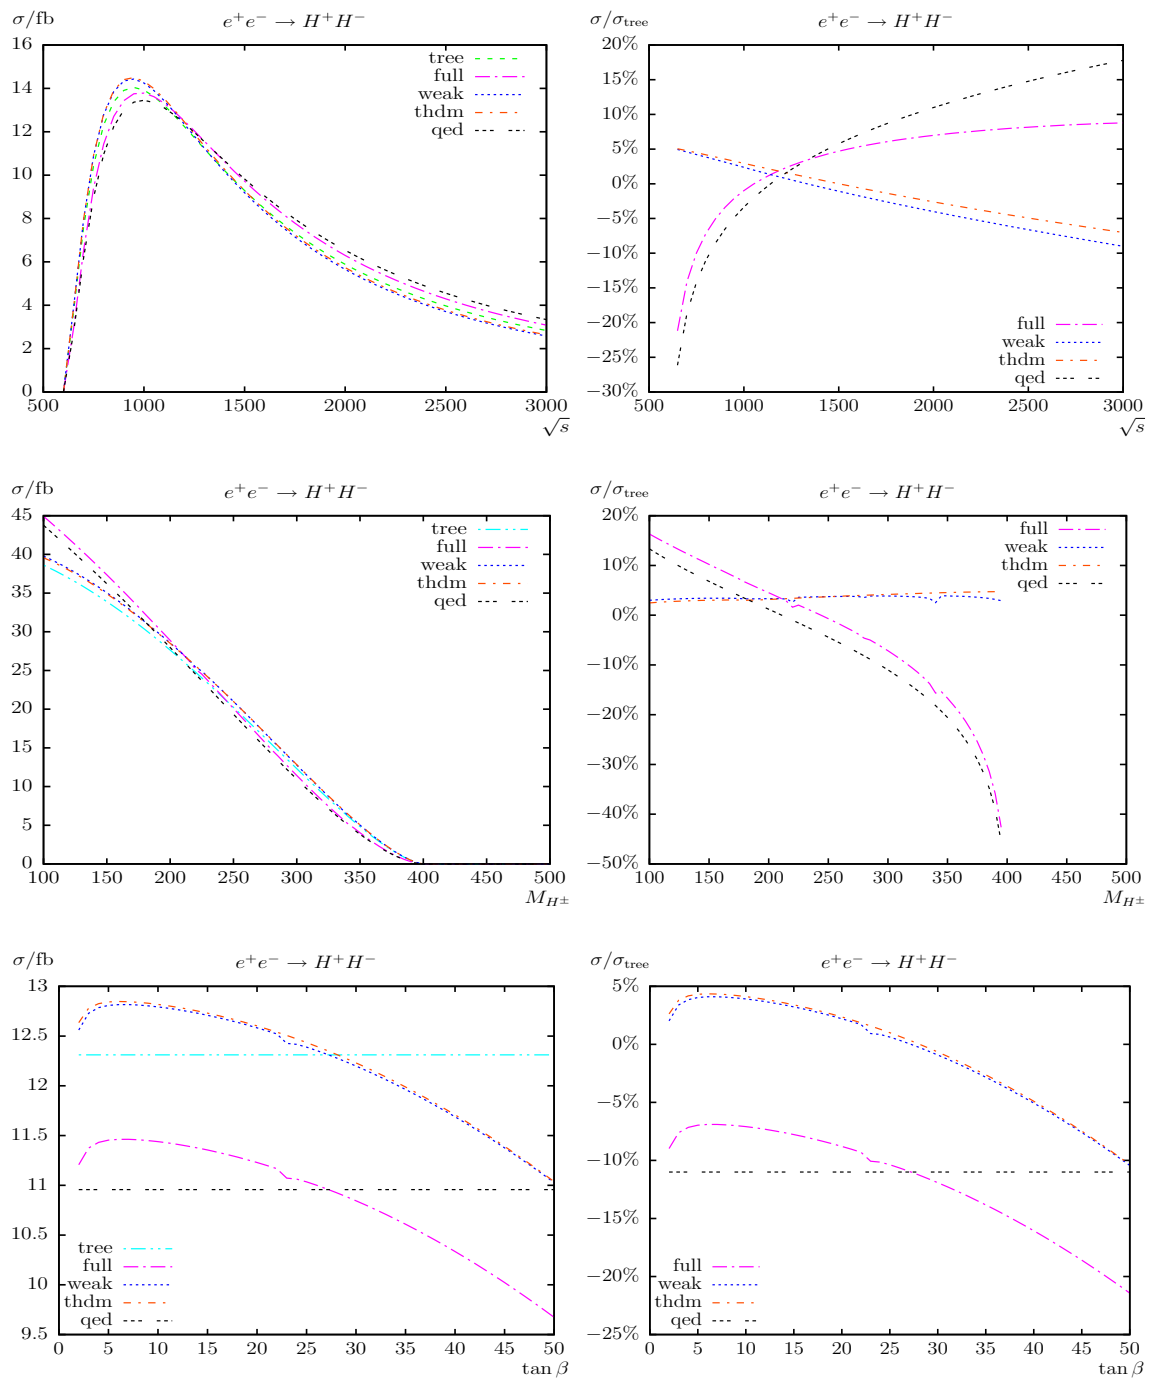 σ/fb
e⁺e⁻ → H⁺H⁻
16
14
12
10
8
6
4
2
0
tree
full
weak
thdm
qed
500 1000 1500 2000 2500 3000
√s
σ/σtree
e⁺e⁻ → H⁺H⁻
20%
15%
10%
5%
0%
−5%
−10%
−15%
−20%
−25%
−30%
full
weak
thdm
qed
500 1000 1500 2000 2500 3000
√s
σ/fb
e⁺e⁻ → H⁺H⁻
45
40
35
30
25
20
15
10
5
0
tree
full
weak
thdm
qed
100 150 200 250 300 350 400 450 500
M_H±
σ/σtree
e⁺e⁻ → H⁺H⁻
20%
10%
0%
−10%
−20%
−30%
−40%
−50%
full
weak
thdm
qed
100 150 200 250 300 350 400 450 500
M_H±
σ/fb
e⁺e⁻ → H⁺H⁻
13
12.5
12
11.5
11
10.5
10
9.5
tree
full
weak
thdm
qed
0 5 10 15 20 25 30 35 40 45 50
tan β
σ/σtree
e⁺e⁻ → H⁺H⁻
5%
0%
−5%
−10%
−15%
−20%
−25%
full
weak
thdm
qed
0 5 10 15 20 25 30 35 40 45 50
tan β